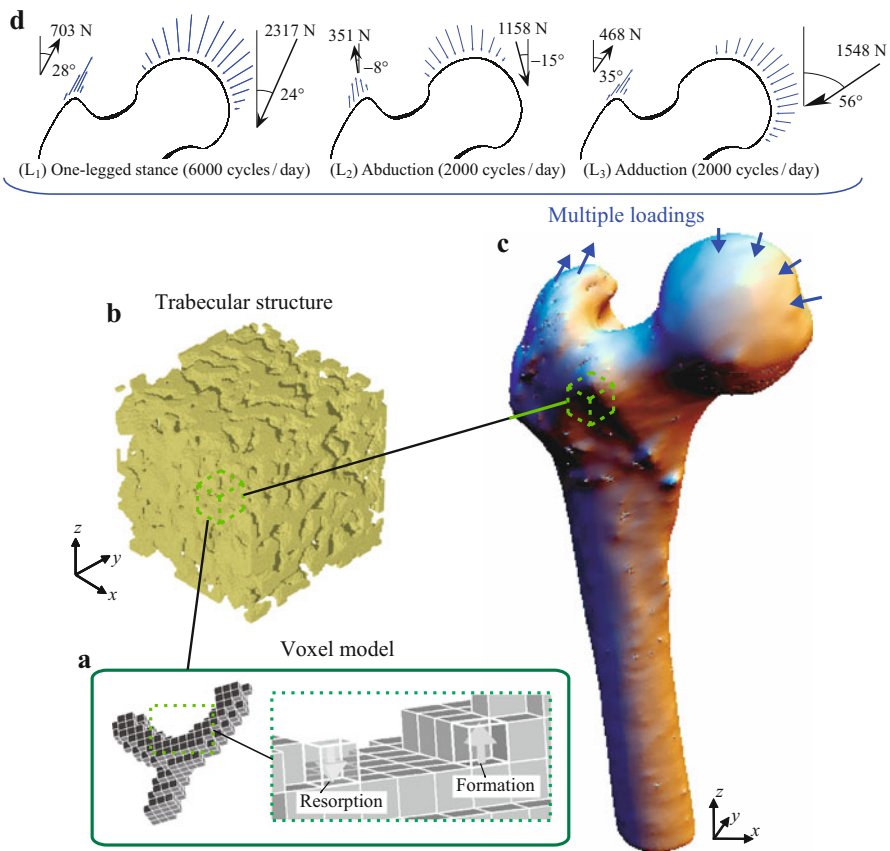 d
703 N
28°
2317 N
24°
351 N
–8°
1158 N
–15°
468 N
35°
1548 N
56°
(L₁) One-legged stance (6000 cycles / day)
(L₂) Abduction (2000 cycles / day)
(L₃) Adduction (2000 cycles / day)
Multiple loadings
c
b
Trabecular structure
z
y
x
Voxel model
a
Resorption
Formation
z
y
x